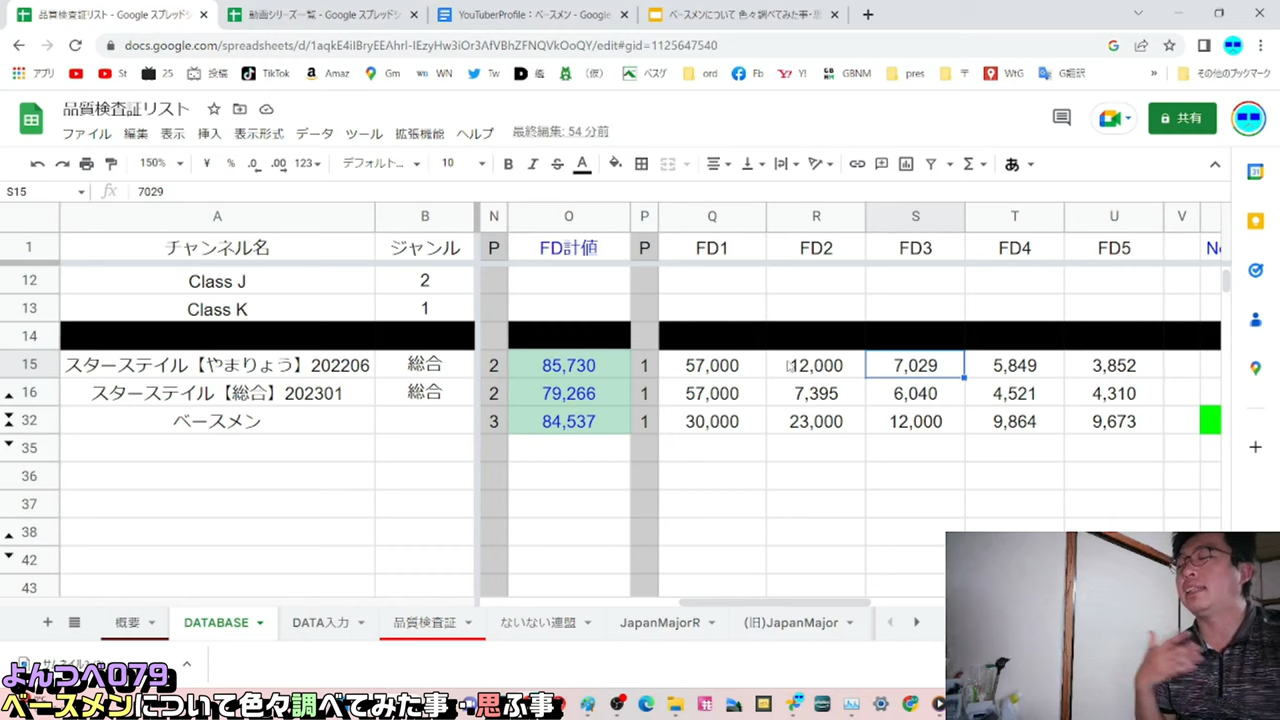 品質検査証リスト - Google スプレッドシ
動画シリーズ一覧 - Google スプレッドシ
YouTuberProfile：ベースメン - Google
ベースメンについて 色々調べてみた事・思
docs.google.com/spreadsheets/d/1aqkE4iIBryEEAhrl-IEzyHw3iOr3AfVBhZFNQVkOoQY/edit#gid=1125647540
アプリ St 25 投稿 TikTok Amaz Gm WN Tw 艦 (仮) ベスゲ ord Fb Y! GBNM pres 〒 WtG G翻訳 » その他のブックマーク
品質検査証リスト
ファイル 編集 表示 挿入 表示形式 データ ツール 拡張機能 ヘルプ 最終編集: 54 分前
共有
150% ¥ % .0 .00 123 デフォルト... 10 B I S A Σ あ
S15 fx 7029
A B N O P Q R S T U V
1 チャンネル名 ジャンル P FD計値 P FD1 FD2 FD3 FD4 FD5
12 Class J 2
13 Class K 1
14
15 スターステイル【やまりょう】202206 総合 2 85,730 1 57,000 12,000 7,029 5,849 3,852
16 スターステイル【総合】202301 総合 2 79,266 1 57,000 7,395 6,040 4,521 4,310
32 ベースメン 3 84,537 1 30,000 23,000 12,000 9,864 9,673
35
36
37
38
42
43
概要 DATABASE DATA入力 品質検査証 ないない連盟 JapanMajorR (旧)JapanMajor
よんつべ079
ベースメンについて色々調べてみた事・思ふ事